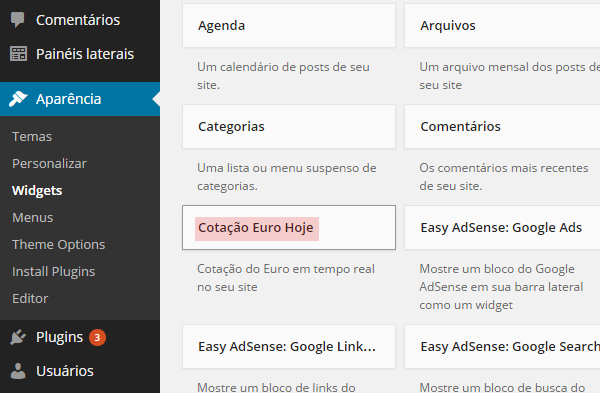 Comentários
Painéis laterais
Aparência
Temas
Personalizar
Widgets
Menus
Theme Options
Install Plugins
Editor
Plugins 3
Usuários
Agenda
Um calendário de posts de seu
site.
Arquivos
Um arquivo mensal dos posts de
seu site
Categorias
Uma lista ou menu suspenso de
categorias.
Comentários
Os comentários mais recentes
de seu site.
Cotação Euro Hoje
Cotação do Euro em tempo real
no seu site
Easy AdSense: Google Ads
Mostre um bloco do Google
AdSense em sua barra lateral
como um widget
Easy AdSense: Google Link...
Mostre um bloco de links do
Easy AdSense: Google Search
Mostre um bloco de busca do